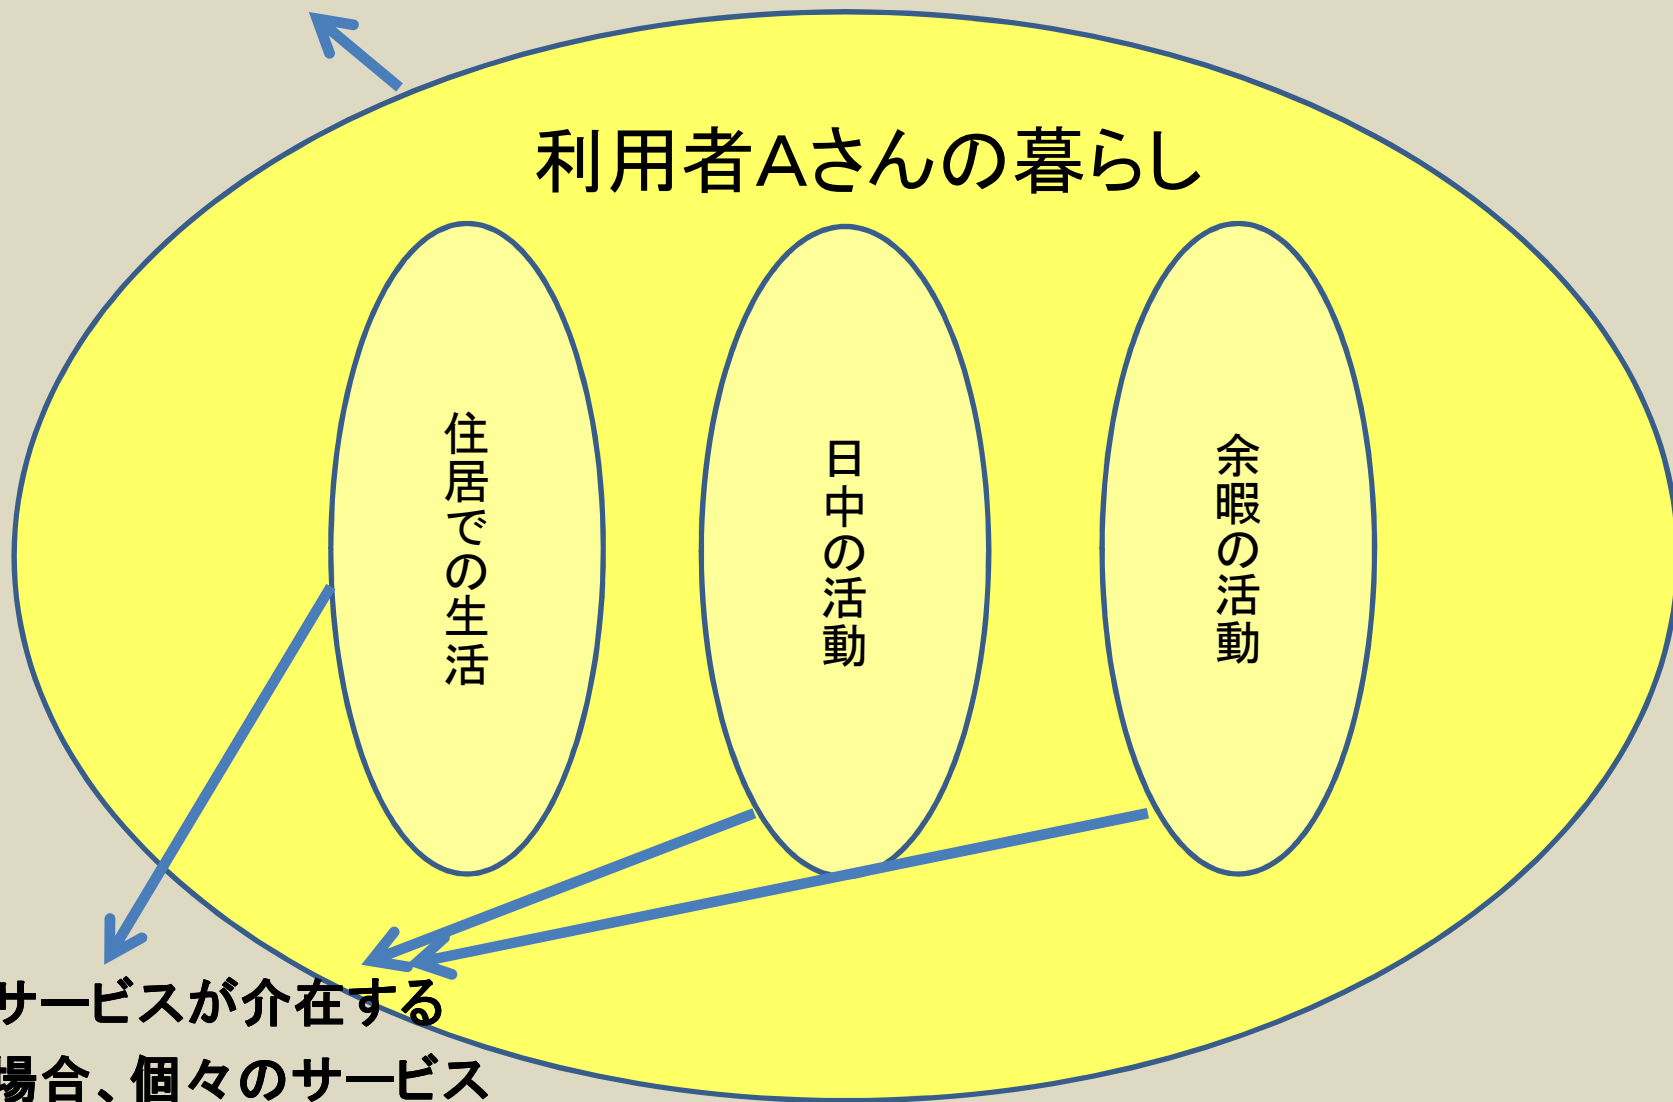 利用者Aさんの暮らし
住居での生活
日中の活動
余暇の活動
サービスが介在する
場合、個々のサービス